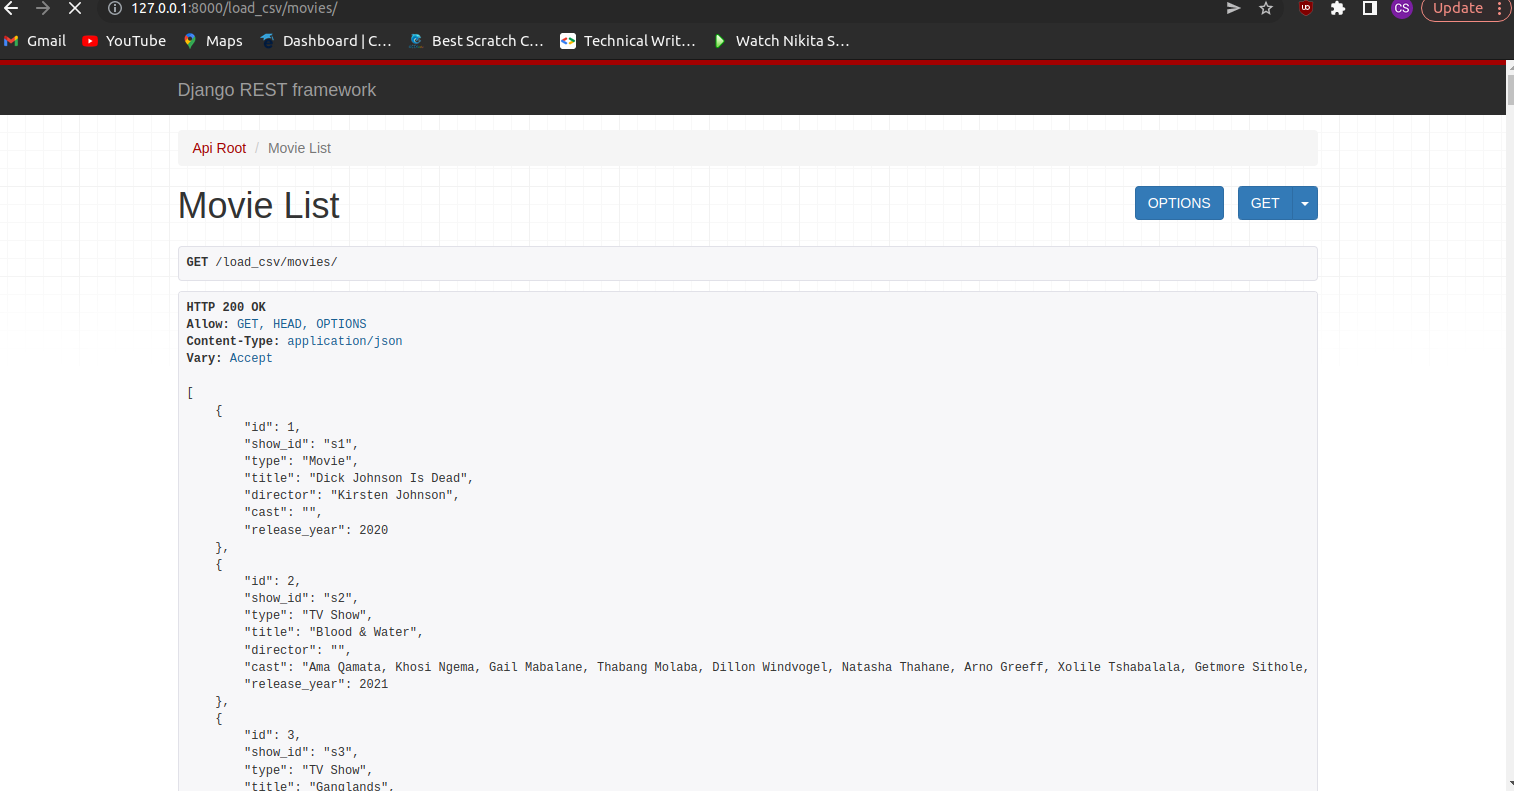 127.0.0.1:8000/load_csv/movies/
CS
Update
Gmail
YouTube
Maps
Dashboard | C...
Best Scratch C...
Technical Writ...
Watch Nikita S...
Django REST framework
Api Root / Movie List
Movie List
OPTIONS
GET
GET /load_csv/movies/
HTTP 200 OK
Allow: GET, HEAD, OPTIONS
Content-Type: application/json
Vary: Accept
[
{
"id": 1,
"show_id": "s1",
"type": "Movie",
"title": "Dick Johnson Is Dead",
"director": "Kirsten Johnson",
"cast": "",
"release_year": 2020
},
{
"id": 2,
"show_id": "s2",
"type": "TV Show",
"title": "Blood & Water",
"director": "",
"cast": "Ama Qamata, Khosi Ngema, Gail Mabalane, Thabang Molaba, Dillon Windvogel, Natasha Thahane, Arno Greeff, Xolile Tshabalala, Getmore Sithole,
"release_year": 2021
},
{
"id": 3,
"show_id": "s3",
"type": "TV Show",
"title": "Ganglands",